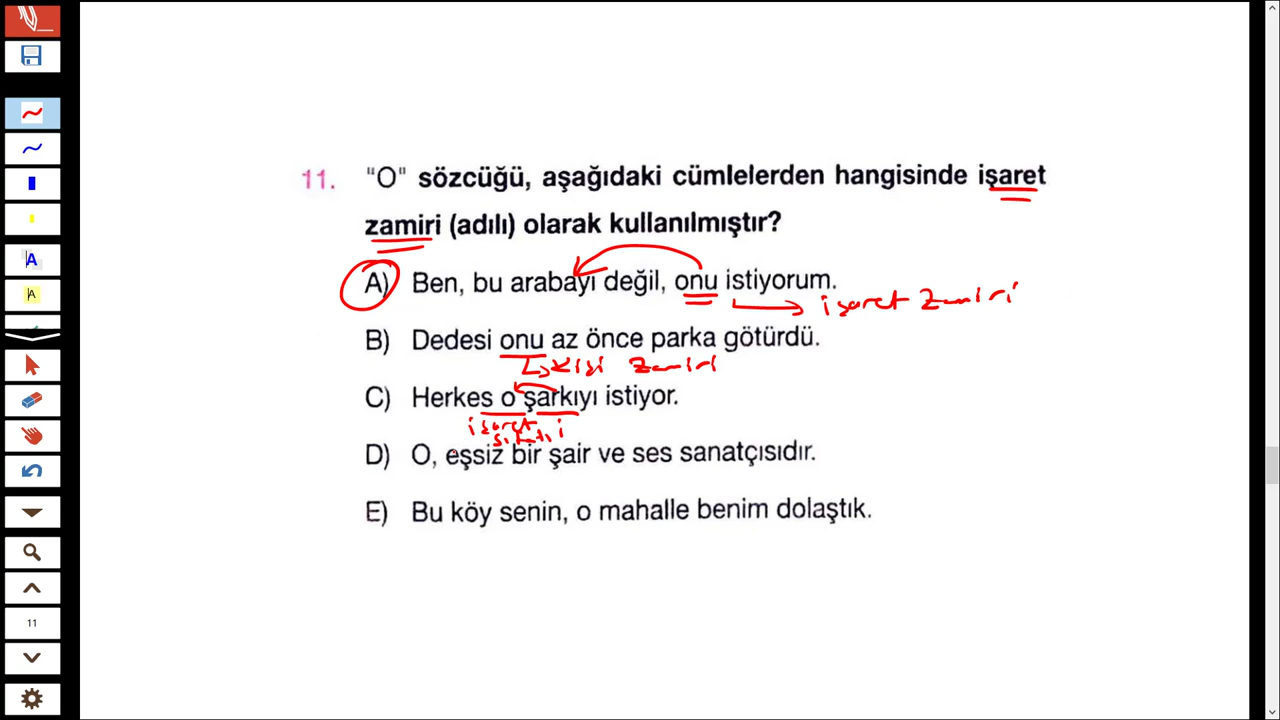 11. "O" sözcüğü, aşağıdaki cümlelerden hangisinde işaret
zamiri (adılı) olarak kullanılmıştır?
A) Ben, bu arabayı değil, onu istiyorum.
işaret zamiri
B) Dedesi onu az önce parka götürdü.
kişi zamiri
C) Herkes o şarkıyı istiyor.
işaret
sıfatı
D) O, eşsiz bir şair ve ses sanatçısıdır.
E) Bu köy senin, o mahalle benim dolaştık.
A
A
11